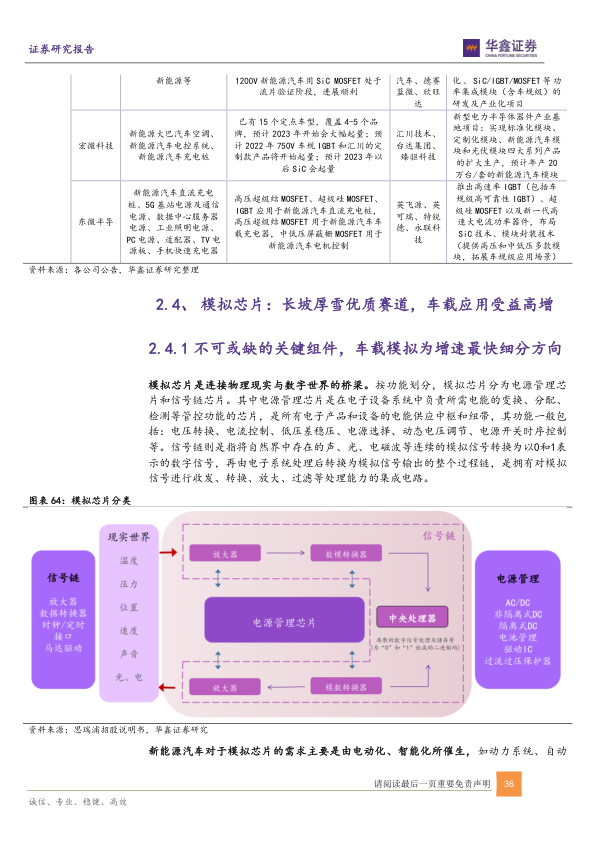 证券研究报告
华鑫证券
CHINA FORTUNE SECURITIES
新能源等
1200V 新能源汽车用 SiC MOSFET 处于
流片验证阶段，进展顺利
汽车、德赛
蓝微、欣旺
达
化、SiC/IGBT/MOSFET 等功
率集成模块（含车规级）的
研发及产业化项目
宏微科技
新能源大巴汽车空调、
新能源汽车电控系统、
新能源汽车充电桩
已有 15 个定点车型，覆盖 4-5 个品
牌，预计 2023 年开始会大幅起量；预
计 2022 年 750V 车规 IGBT 和汇川的定
制款产品将开始起量；预计 2023 年以
后 SiC 会起量
汇川技术、
台达集团、
臻驱科技
新型电力半导体器件产业基
地项目：实现标准化模块、
定制化模块、新能源汽车模
块和光伏模块四大系列产品
的扩大生产，预计年产 20
万台/套的新能源汽车模块
东微半导
新能源汽车直流充电
桩、5G 基站电源及通信
电源、数据中心服务器
电源、工业照明电源、
PC 电源、适配器、TV 电
源板、手机快速充电器
高压超级结 MOSFET、超级硅 MOSFET、
IGBT 应用于新能源汽车直流充电桩，
高压超级结 MOSFET 用于新能源汽车车
载充电器，中低压屏蔽栅 MOSFET 用于
新能源汽车电机控制
英飞源、英
可瑞、特锐
德、永联科
技
推出高速率 IGBT（包括车
规级高可靠性 IGBT）、超
级硅 MOSFET 以及新一代高
速大电流功率器件，布局
SiC 技术、模块封装技术
（提供高压和中低压多款模
块，拓展车规级应用场景）
资料来源：各公司公告，华鑫证券研究整理
2.4、 模拟芯片：长坡厚雪优质赛道，车载应用受益高增
2.4.1 不可或缺的关键组件，车载模拟为增速最快细分方向
模拟芯片是连接物理现实与数字世界的桥梁。按功能划分，模拟芯片分为电源管理芯
片和信号链芯片。其中电源管理芯片是在电子设备系统中负责所需电能的变换、分配、
检测等管控功能的芯片，是所有电子产品和设备的电能供应中枢和纽带，其功能一般包
括：电压转换、电流控制、低压差稳压、电源选择、动态电压调节、电源开关时序控制
等。信号链则是指将自然界中存在的声、光、电磁波等连续的模拟信号转换为以0和1表
示的数字信号，再由电子系统处理后转换为模拟信号输出的整个过程链，是拥有对模拟
信号进行收发、转换、放大、过滤等处理能力的集成电路。
图表 64：模拟芯片分类
信号链
放大器
数据转换器
时钟/定时
接口
马达驱动
现实世界
温度
压力
位置
速度
声音
光、电
信号链
放大器
数模转换器
电源管理芯片
中央处理器
离散的数字信号处理及储存等
(为"0"和"1"组成的二进制码)
放大器
模数转换器
电源管理
AC/DC
非隔离式DC
隔离式DC
电池管理
驱动IC
过流过压保护器
资料来源：思瑞浦招股说明书，华鑫证券研究
新能源汽车对于模拟芯片的需求主要是由电动化、智能化所催生，如动力系统、自动
请阅读最后一页重要免责声明
36
诚信、专业、稳健、高效